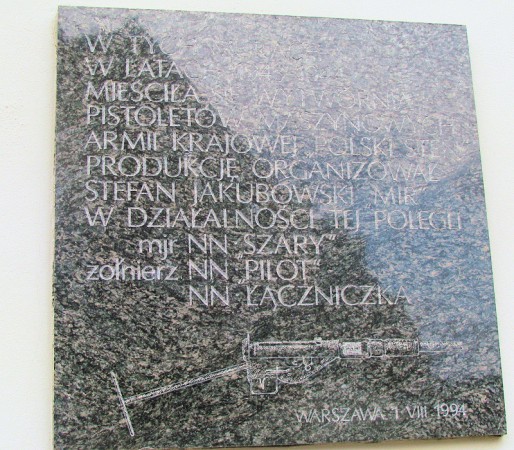 W TY
W LATA
MIEŚCIŁA SIĘ WYTWÓRNIA
PISTOLETÓW MASZYNOWYCH
ARMII KRAJOWEJ POLSKI
PRODUKCJĘ ORGANIZOWAŁ
STEFAN JAKUBOWSKI MIR
W DZIAŁALNOŚCI TEJ POLEGLI
mjr NN „SZARY”
żołnierz NN „PILOT”
NN ŁĄCZNICZKA
WARSZAWA 1 VIII 1994